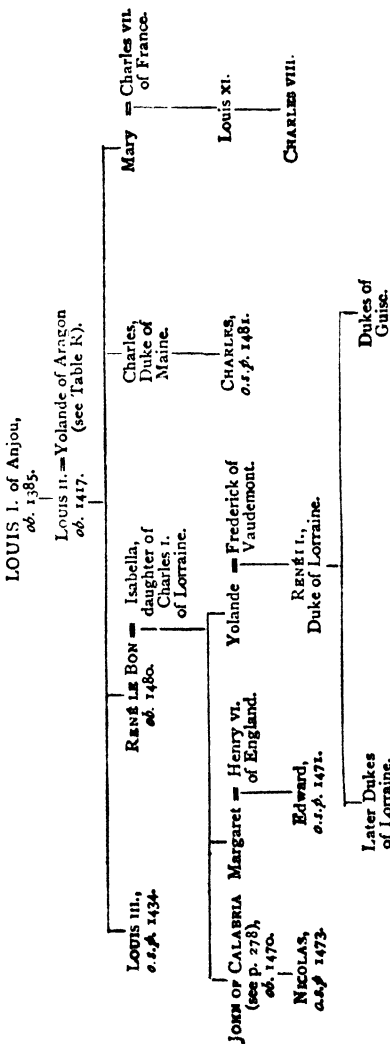 LOUIS I. of Anjou,
ob. 1385.
LOUIS II. = Yolande of Aragon
ob. 1417. (see Table R).
LOUIS III.,
o.s.p. 1434.
RENÉ LE BON = Isabella,
ob. 1480. daughter of
Charles I.
of Lorraine.
Charles,
Duke of
Maine.
Mary = Charles VII.
of France.
JOHN OF CALABRIA
(see p. 278),
ob. 1470.
Margaret = Henry VI.
of England.
Yolande = Frederick of
Vaudemont.
CHARLES,
o.s.p. 1481.
Louis XI.
NICOLAS,
o.s.p 1473.
Edward,
o.s.p. 1471.
RENÉ II.,
Duke of Lorraine.
CHARLES VIII.
Later Dukes
of Lorraine.
Dukes of
Guise.